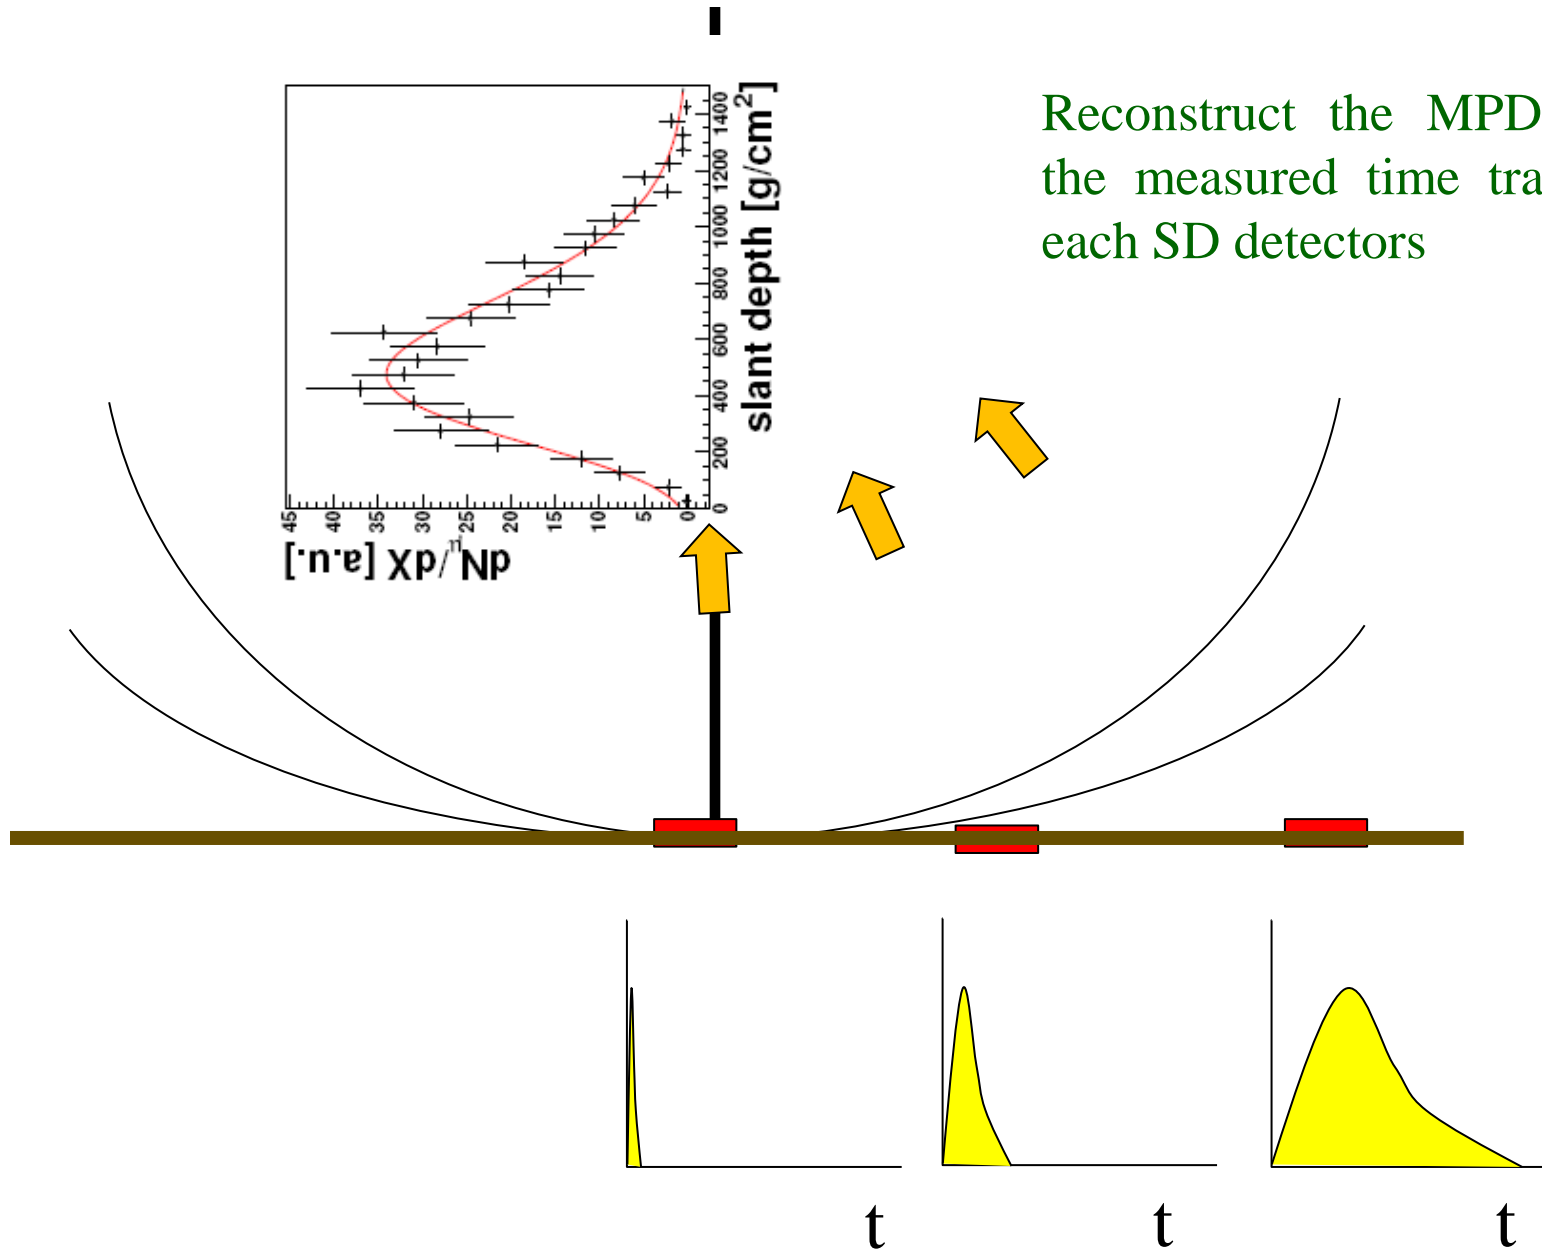 Reconstruct the MPD
the measured time tra
each SD detectors
slant depth [g/cm²]
1400
1200
1000
800
600
400
200
0
45
40
35
30
25
20
15
10
5
0
dNμ/dX [a.u.]
t
t
t